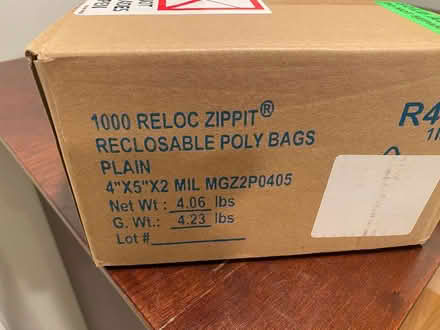 1000 RELOC ZIPPIT®
RECLOSABLE POLY BAGS
PLAIN
4"X5"X2 MIL MGZ2P0405
Net Wt : 4.06 lbs
G. Wt.: 4.23 lbs
Lot #
R4